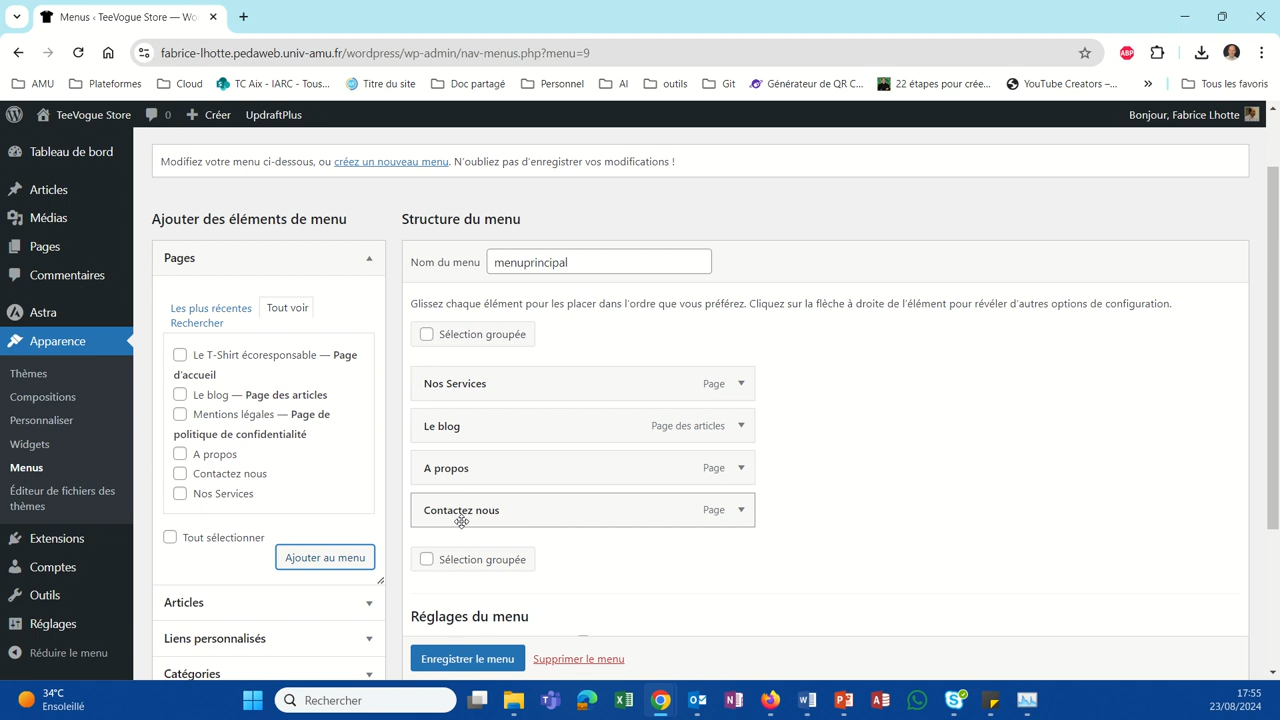 Menus ‹ TeeVogue Store — Wo
fabrice-lhotte.pedaweb.univ-amu.fr/wordpress/wp-admin/nav-menus.php?menu=9
ABP
AMU
Plateformes
Cloud
TC Aix - IARC - Tous...
Titre du site
Doc partagé
Personnel
AI
outils
Git
Générateur de QR C...
22 étapes pour crée...
YouTube Creators –...
»
Tous les favoris
TeeVogue Store
0
Créer
UpdraftPlus
Bonjour, Fabrice Lhotte
Tableau de bord
Articles
Médias
Pages
Commentaires
Astra
Apparence
Thèmes
Compositions
Personnaliser
Widgets
Menus
Éditeur de fichiers des
thèmes
Extensions
Comptes
Outils
Réglages
Réduire le menu
Modifiez votre menu ci-dessous, ou créez un nouveau menu. N'oubliez pas d'enregistrer vos modifications !
Ajouter des éléments de menu
Pages
Les plus récentes
Tout voir
Rechercher
Le T-Shirt écoresponsable — Page
d'accueil
Le blog — Page des articles
Mentions légales — Page de
politique de confidentialité
A propos
Contactez nous
Nos Services
Tout sélectionner
Ajouter au menu
Articles
Liens personnalisés
Catégories
Structure du menu
Nom du menu
menuprincipal
Glissez chaque élément pour les placer dans l'ordre que vous préférez. Cliquez sur la flèche à droite de l'élément pour révéler d'autres options de configuration.
Sélection groupée
Nos Services Page
Le blog Page des articles
A propos Page
Contactez nous Page
Sélection groupée
Réglages du menu
Enregistrer le menu
Supprimer le menu
34°C
Ensoleillé
Rechercher
17:55
23/08/2024